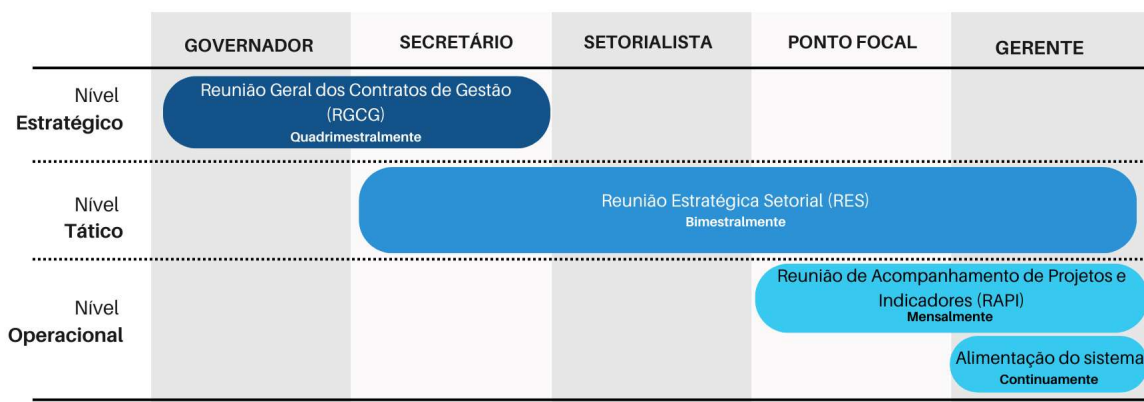 GOVERNADOR
SECRETÁRIO
SETORIALISTA
PONTO FOCAL
GERENTE
Nível
Estratégico
Reunião Geral dos Contratos de Gestão
(RGCG)
Quadrimestralmente
Nível
Tático
Reunião Estratégica Setorial (RES)
Bimestralmente
Nível
Operacional
Reunião de Acompanhamento de Projetos e
Indicadores (RAPI)
Mensalmente
Alimentação do sistema
Continuamente